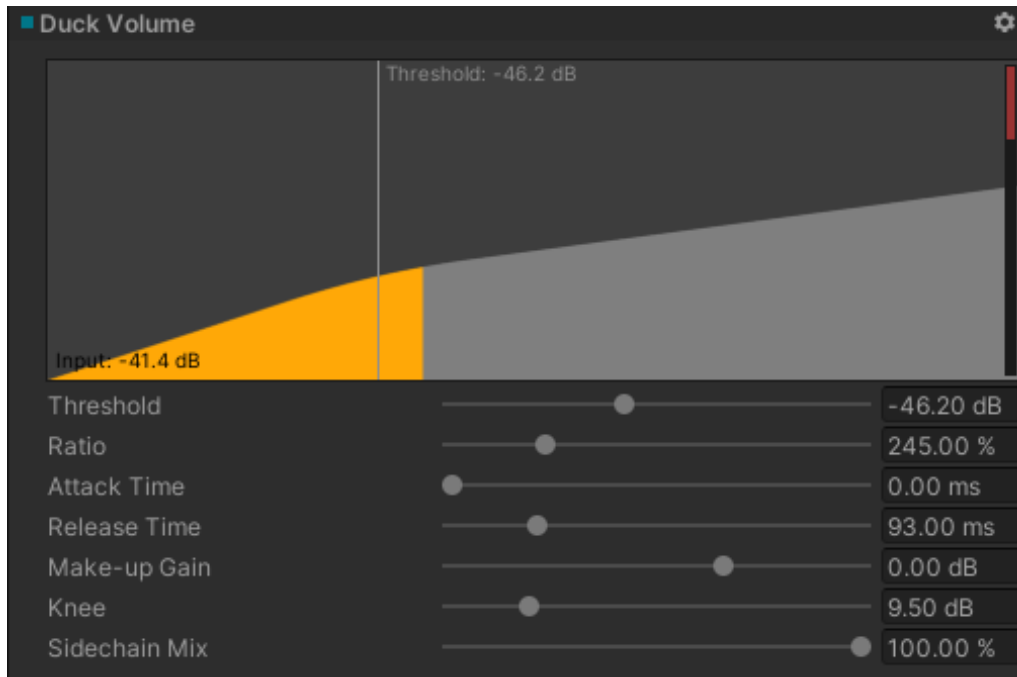 Duck Volume
Threshold: -46.2 dB
Input: -41.4 dB
Threshold -46.20 dB
Ratio 245.00 %
Attack Time 0.00 ms
Release Time 93.00 ms
Make-up Gain 0.00 dB
Knee 9.50 dB
Sidechain Mix 100.00 %